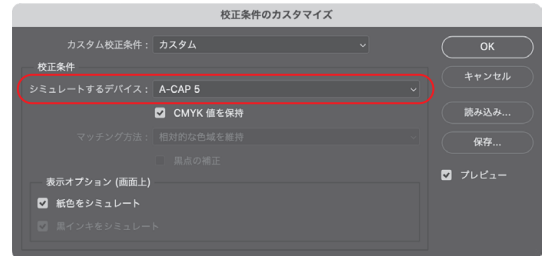 校正条件のカスタマイズ
カスタム校正条件： カスタム
OK
校正条件
キャンセル
シミュレートするデバイス： A-CAP 5
CMYK 値を保持
読み込み...
マッチング方法： 相対的な色域を維持
保存...
黒点の補正
表示オプション (画面上)
プレビュー
紙色をシミュレート
黒インキをシミュレート